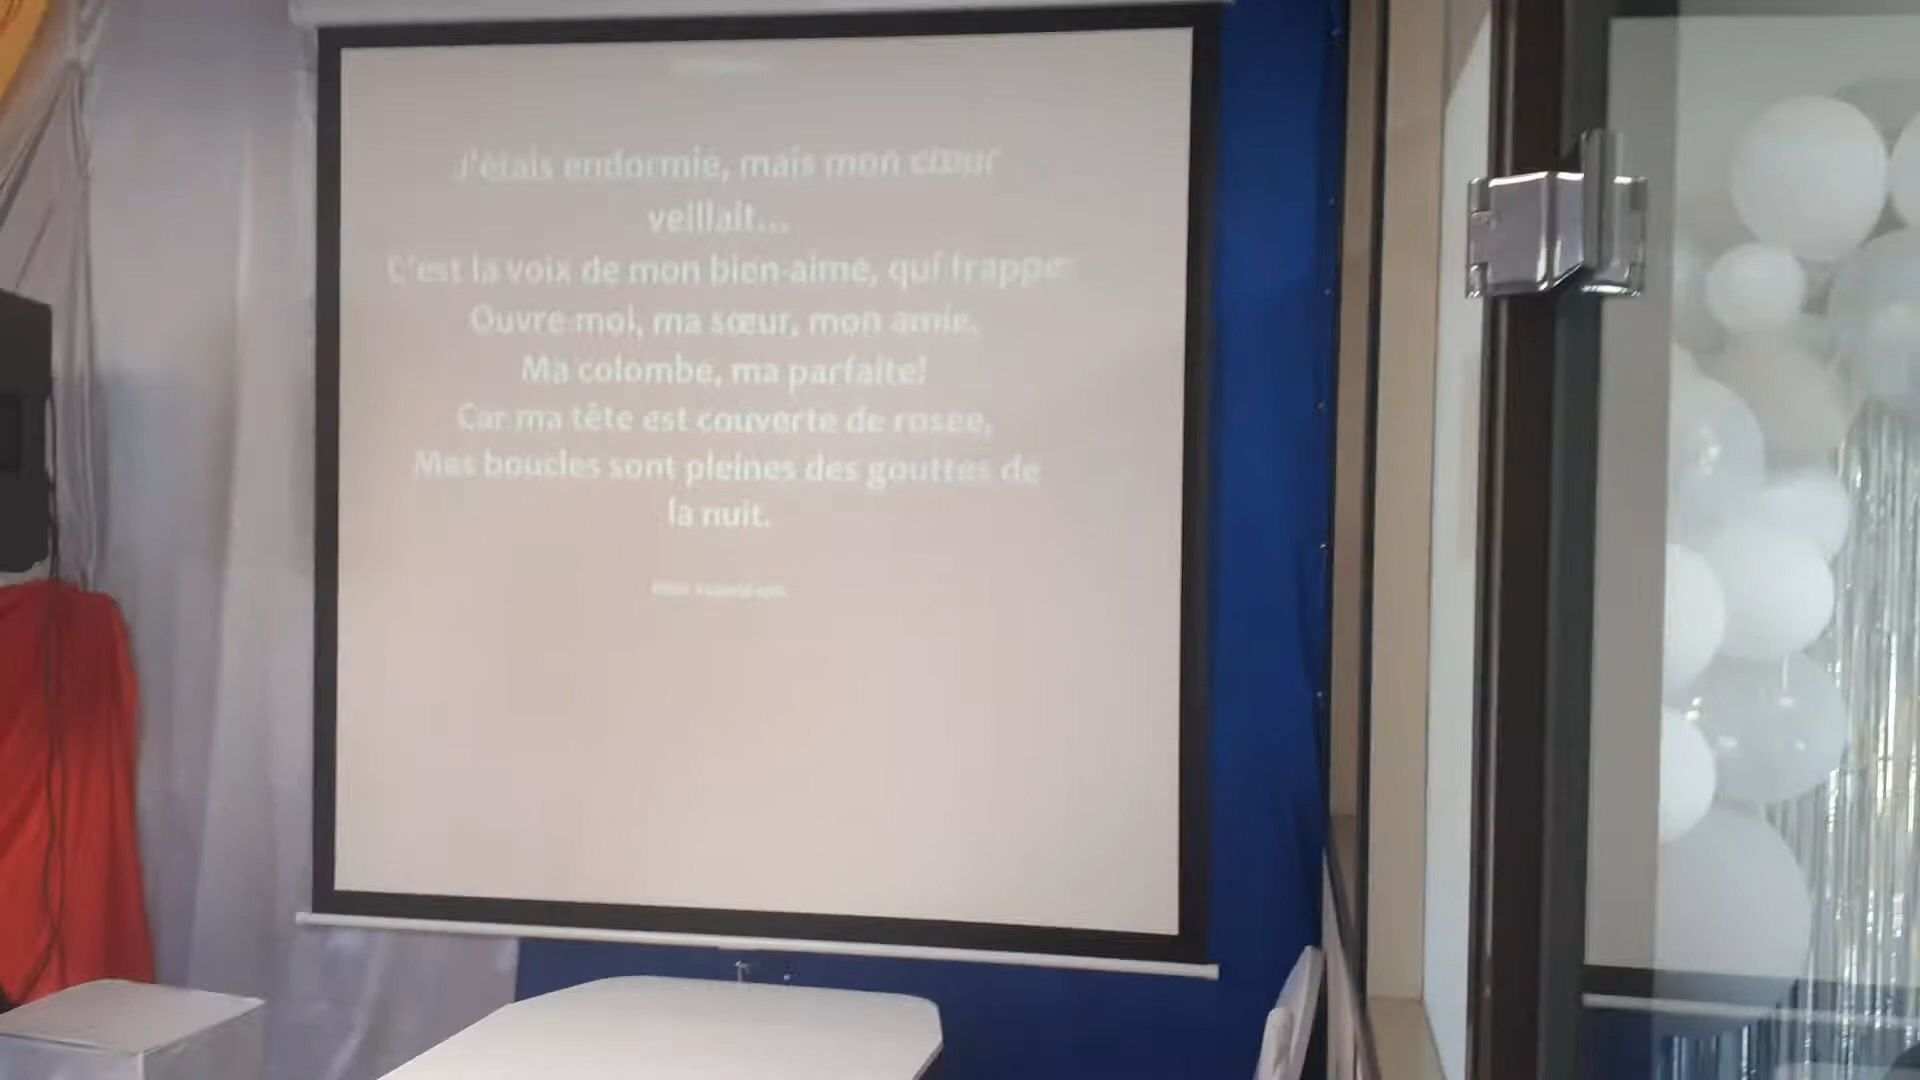 J'étais endormie, mais mon cœur
veillait...
C'est la voix de mon bien-aimé, qui frappe:
Ouvre-moi, ma sœur, mon amie,
Ma colombe, ma parfaite!
Car ma tête est couverte de rosée,
Mes boucles sont pleines des gouttes de
la nuit.